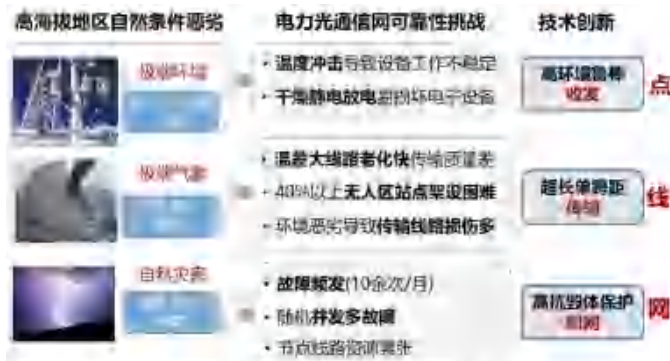 高海拔地区自然条件恶劣
电力光通信网可靠性挑战
技术创新
极端环境
• 温度冲击导致设备工作不稳定
• 干燥静电放电易损坏电子设备
高环境鲁棒
收发
点
极端气象
• 温差大线路老化快传输质量差
• 40%以上无人区站点架设困难
• 环境恶劣导致传输线路损伤多
超长单跨距
传输
线
自然灾害
• 故障频发(10余次/月)
• 随机并发多故障
• 节点线路资源紧张
高抗毁体保护
组网
网